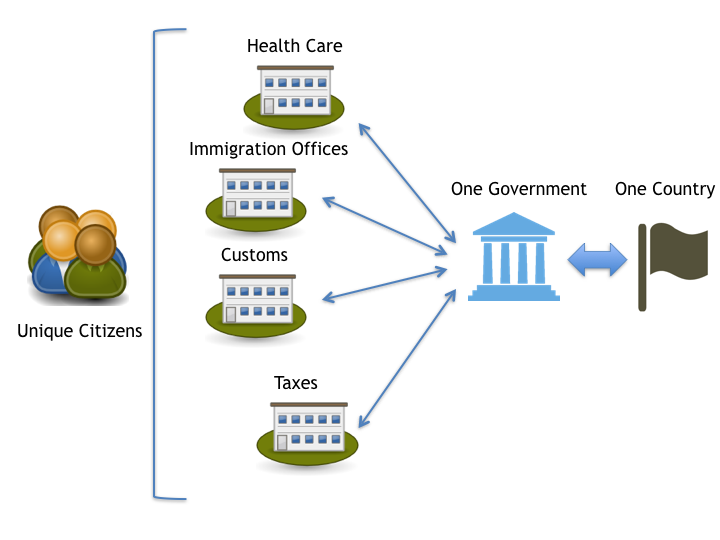 Health Care
Immigration Offices
One Government
One Country
Customs
Unique Citizens
Taxes